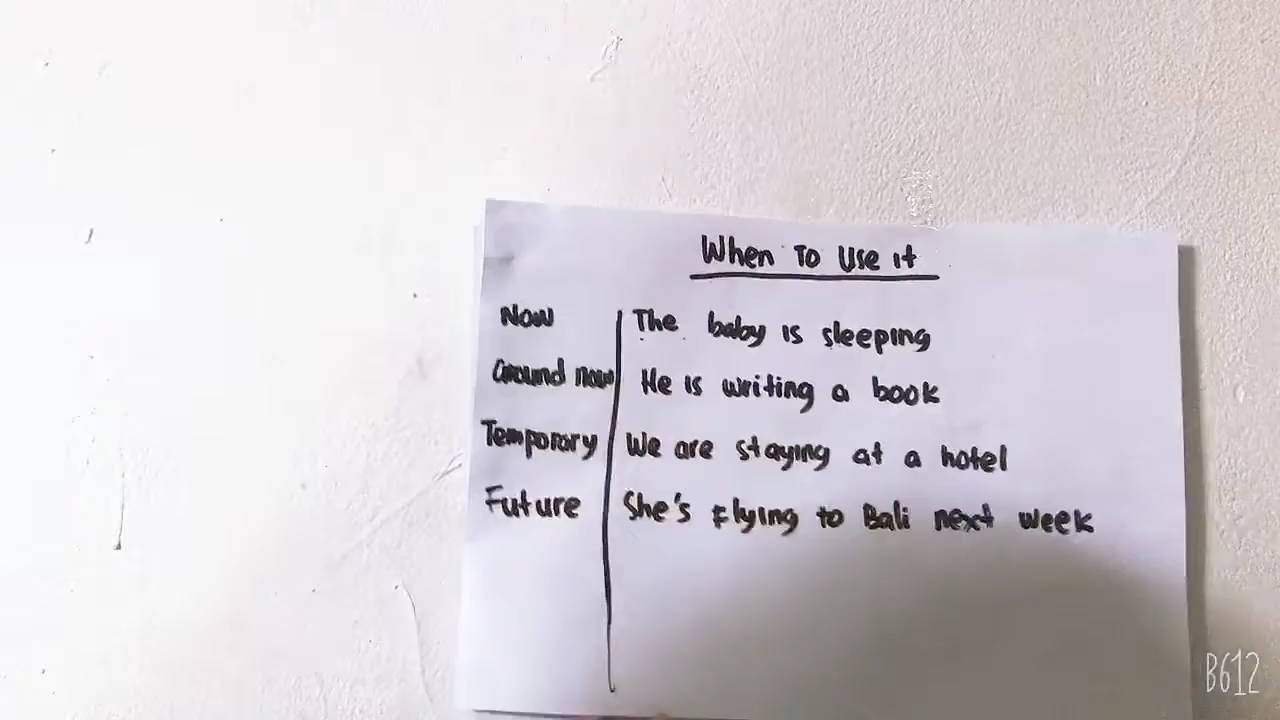 When To Use it
Now The baby is sleeping
Around now He is writing a book
Temporary We are staying at a hotel
Future She's Flying to Bali next week
B612